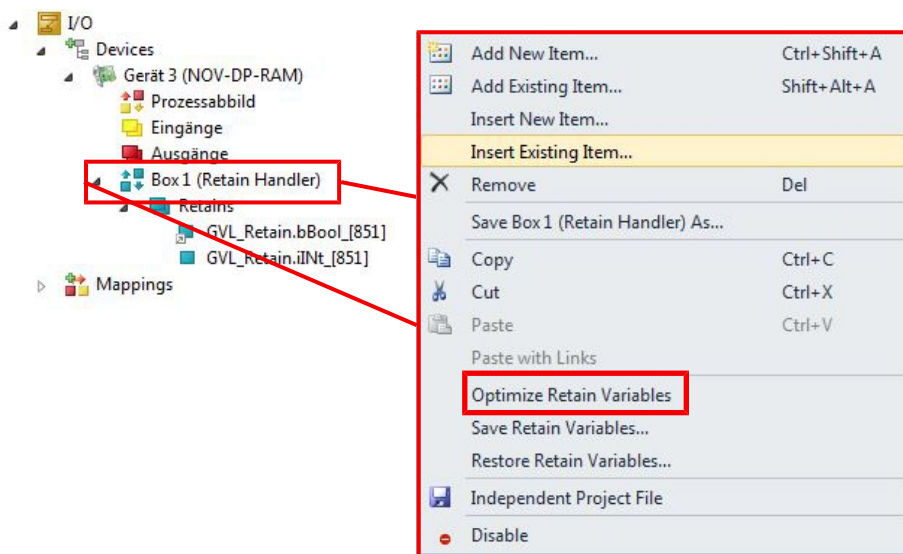 I/O
Devices
Gerät 3 (NOV-DP-RAM)
Prozessabbild
Eingänge
Ausgänge
Box 1 (Retain Handler)
Retains
GVL_Retain.bBool_[851]
GVL_Retain.iINt_[851]
Mappings
Add New Item... Ctrl+Shift+A
Add Existing Item... Shift+Alt+A
Insert New Item...
Insert Existing Item...
Remove Del
Save Box 1 (Retain Handler) As...
Copy Ctrl+C
Cut Ctrl+X
Paste Ctrl+V
Paste with Links
Optimize Retain Variables
Save Retain Variables...
Restore Retain Variables...
Independent Project File
Disable